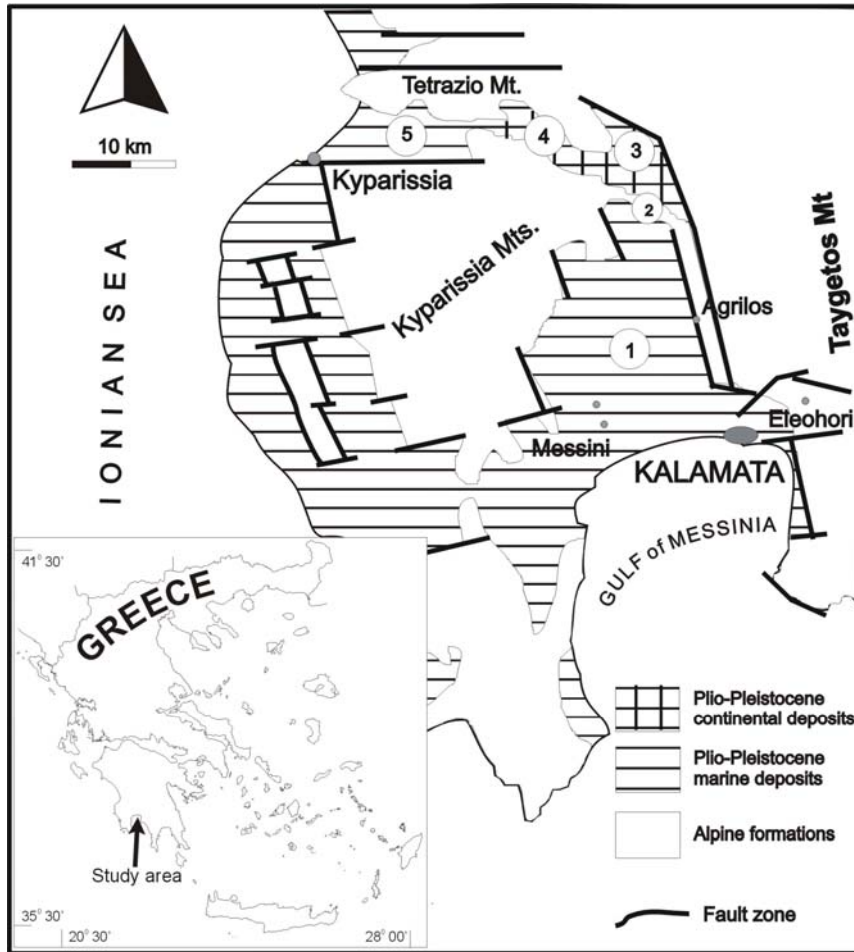 Tetrazio Mt.
10 km
5
4
3
Kyparissia
2
IONIAN SEA
Kyparissia Mts.
Taygetos Mt
Agrilos
1
Eleohori
Messini
KALAMATA
GULF of MESSINIA
41° 30'
GREECE
Plio-Pleistocene
continental deposits
Plio-Pleistocene
marine deposits
Alpine formations
Study area
Fault zone
35° 30'
20° 30'
28° 00'